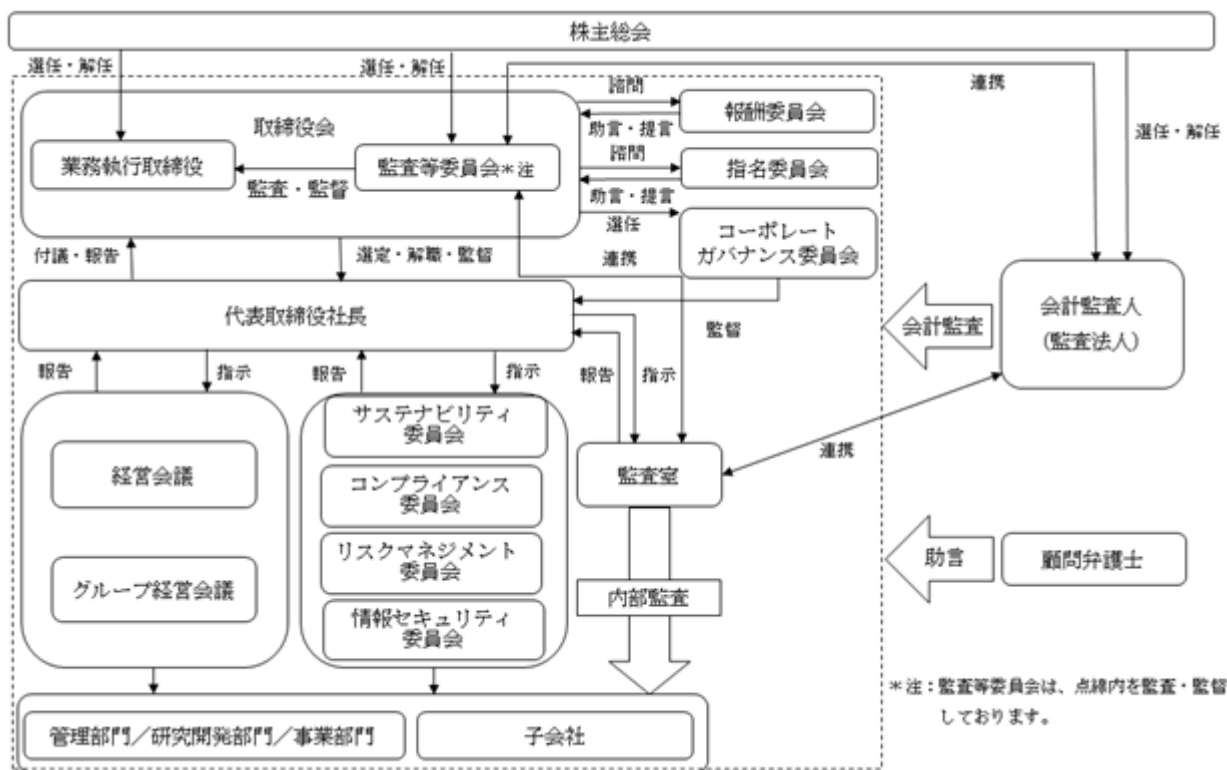 株主総会
選任・解任
選任・解任
連携
選任・解任
諮問
報酬委員会
助言・提言
取締役会
業務執行取締役
監査・監督
監査等委員会＊注
諮問
指名委員会
助言・提言
選任
コーポレート
ガバナンス委員会
付議・報告
選定・解職・監督
連携
代表取締役社長
監督
会計監査
会計監査人
(監査法人)
報告
指示
報告
指示
報告
指示
サステナビリティ
委員会
経営会議
コンプライアンス
委員会
監査室
連携
リスクマネジメント
委員会
グループ経営会議
情報セキュリティ
委員会
内部監査
助言
顧問弁護士
＊注：監査等委員会は、点線内を監査・監督
しております。
管理部門／研究開発部門／事業部門
子会社